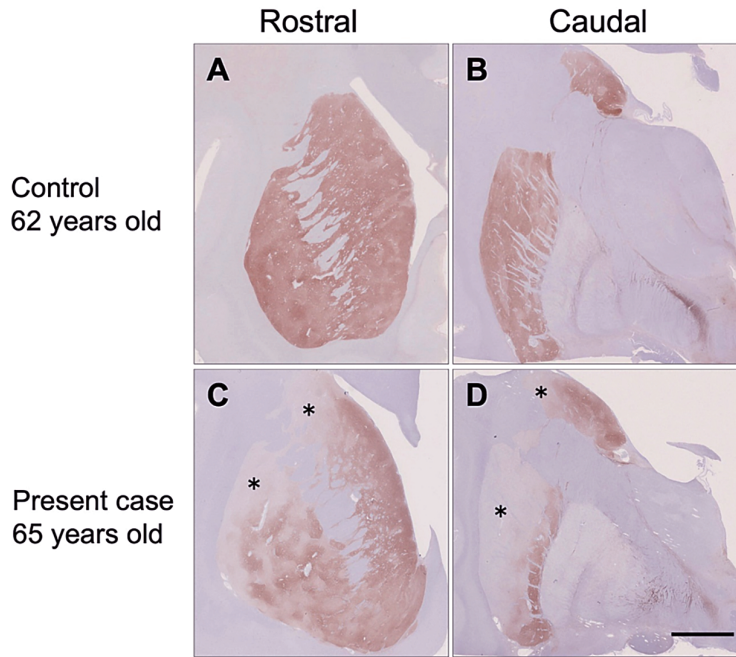 Rostral
Caudal
A
B
Control
62 years old
C
*
*
D
*
*
Present case
65 years old